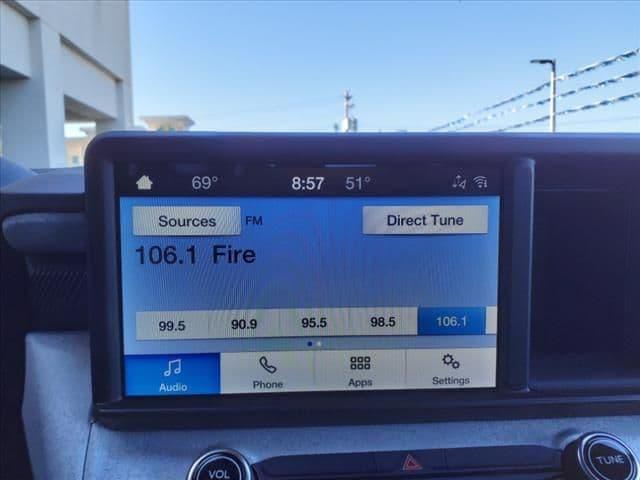 69° 8:57 51°
Sources FM Direct Tune
106.1 Fire
99.5 90.9 95.5 98.5 106.1
Audio Phone Apps Settings
VOL TUNE